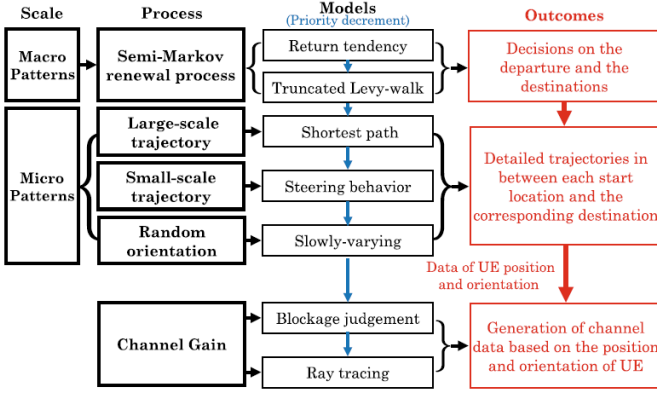 Scale
Process
Models
(Priority decrement)
Outcomes
Macro
Patterns
Semi-Markov
renewal process
Return tendency
Truncated Levy-walk
Decisions on the
departure and the
destinations
Micro
Patterns
Large-scale
trajectory
Shortest path
Small-scale
trajectory
Steering behavior
Random
orientation
Slowly-varying
Detailed trajectories in
between each start
location and the
corresponding destination
Data of UE position
and orientation
Channel Gain
Blockage judgement
Ray tracing
Generation of channel
data based on the position
and orientation of UE